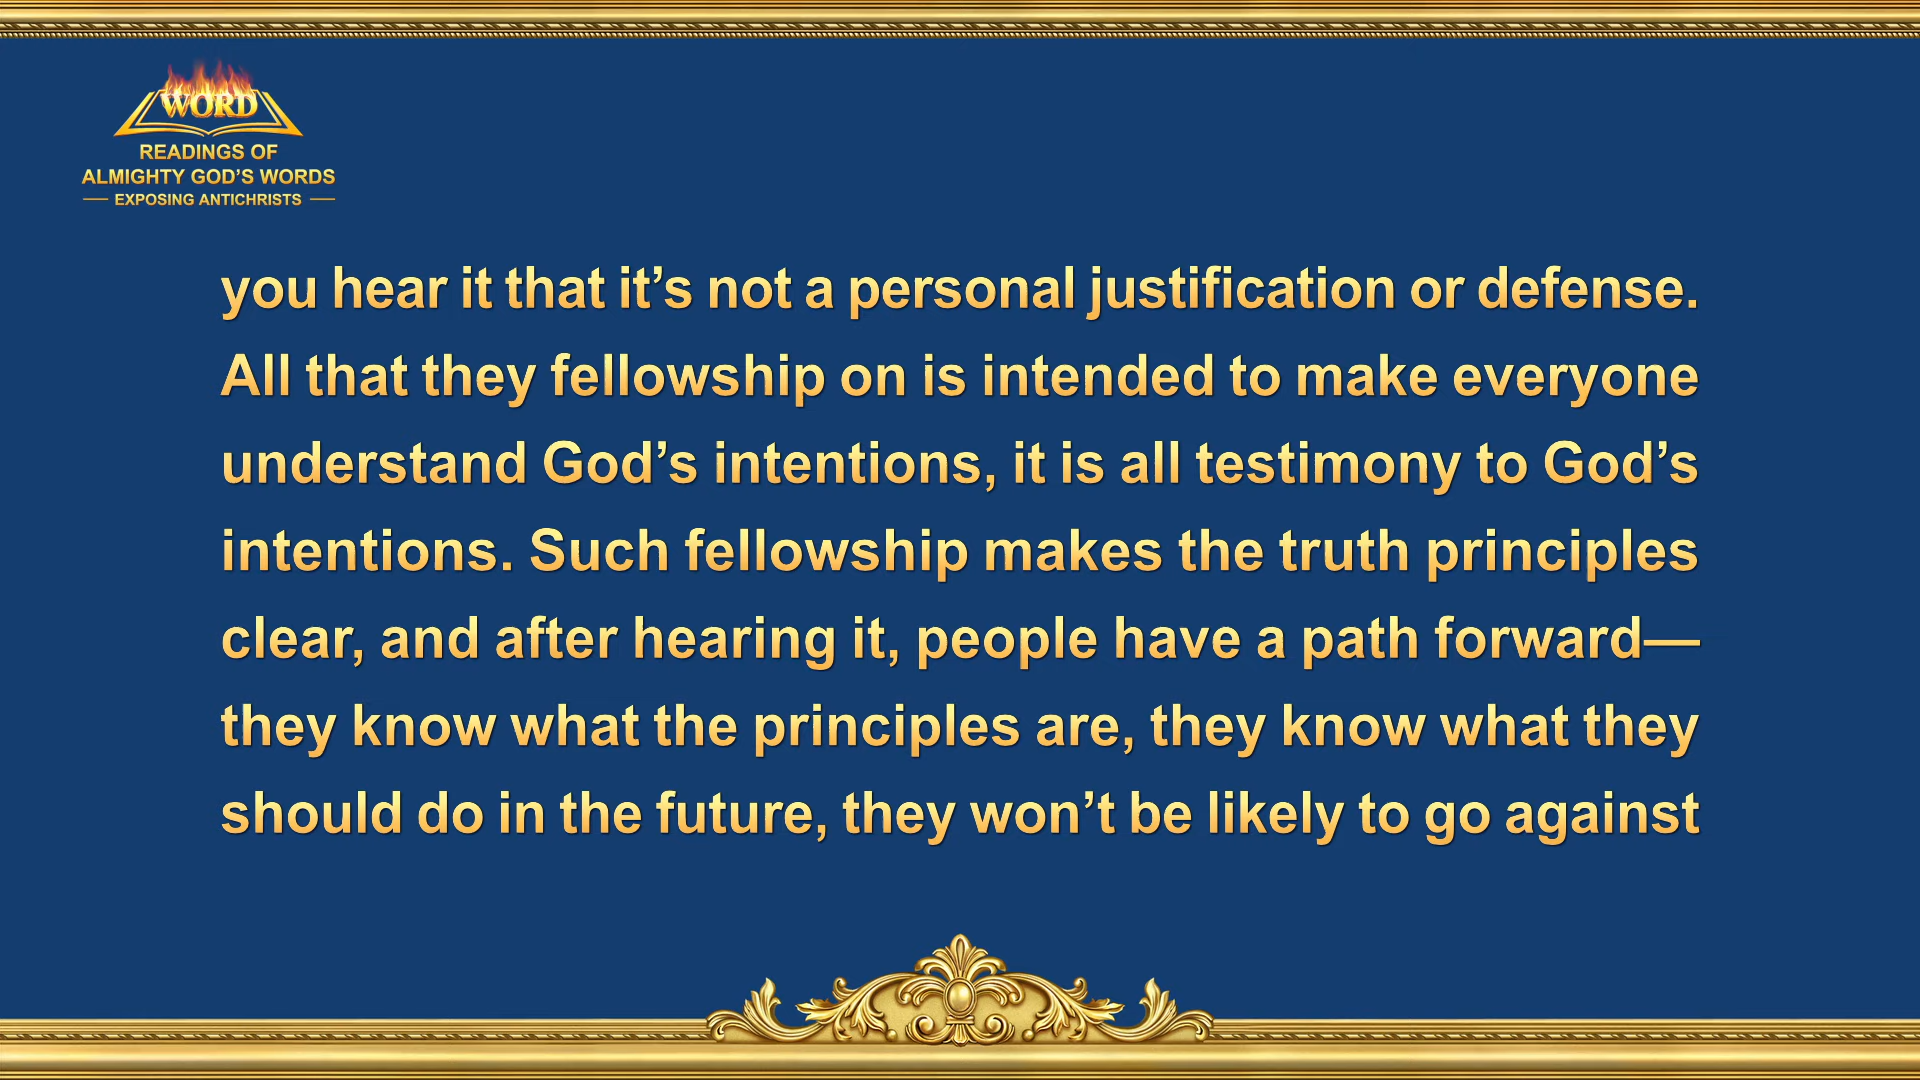 WORD
READINGS OF
ALMIGHTY GOD’S WORDS
EXPOSING ANTICHRISTS
you hear it that it’s not a personal justification or defense.
All that they fellowship on is intended to make everyone
understand God’s intentions, it is all testimony to God’s
intentions. Such fellowship makes the truth principles
clear, and after hearing it, people have a path forward—
they know what the principles are, they know what they
should do in the future, they won’t be likely to go against